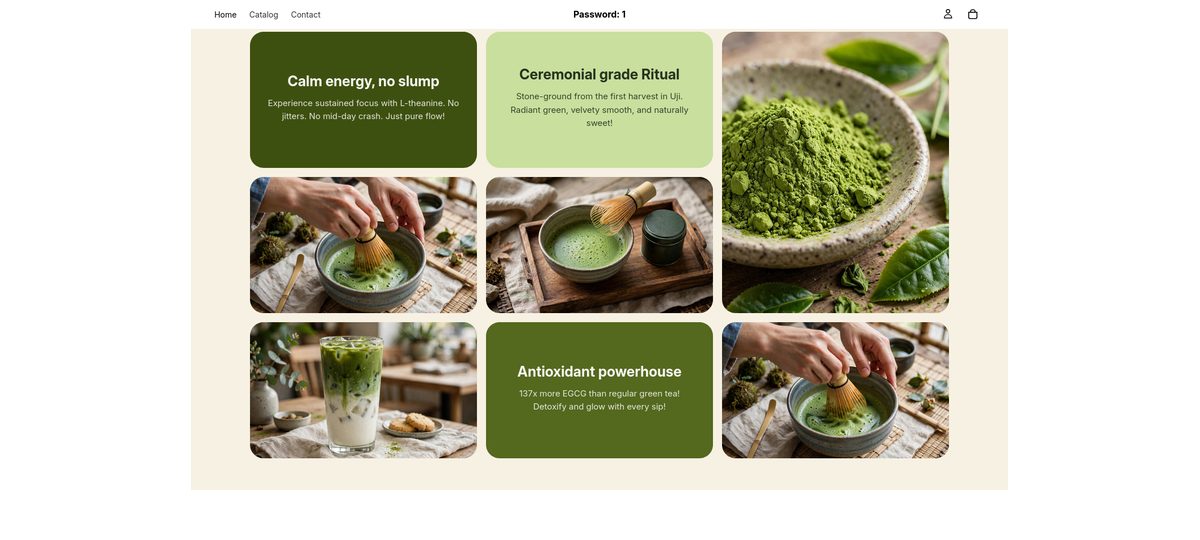 Home Catalog Contact Password: 1
Calm energy, no slump
Experience sustained focus with L-theanine. No
jitters. No mid-day crash. Just pure flow!
Ceremonial grade Ritual
Stone-ground from the first harvest in Uji.
Radiant green, velvety smooth, and naturally
sweet!
Antioxidant powerhouse
137x more EGCG than regular green tea!
Detoxify and glow with every sip!